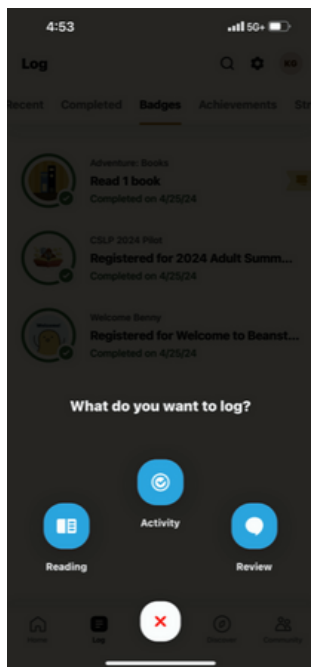 4:53 5G+
Log KG
Recent Completed Badges Achievements Str
Adventure: Books
Read 1 book
Completed on 4/25/24
CSLP 2024 Pilot
Registered for 2024 Adult Summ...
Completed on 4/25/24
Welcome Benny
Registered for Welcome to Beanst...
Completed on 4/25/24
What do you want to log?
Activity
Reading Review
Home Log Discover Community